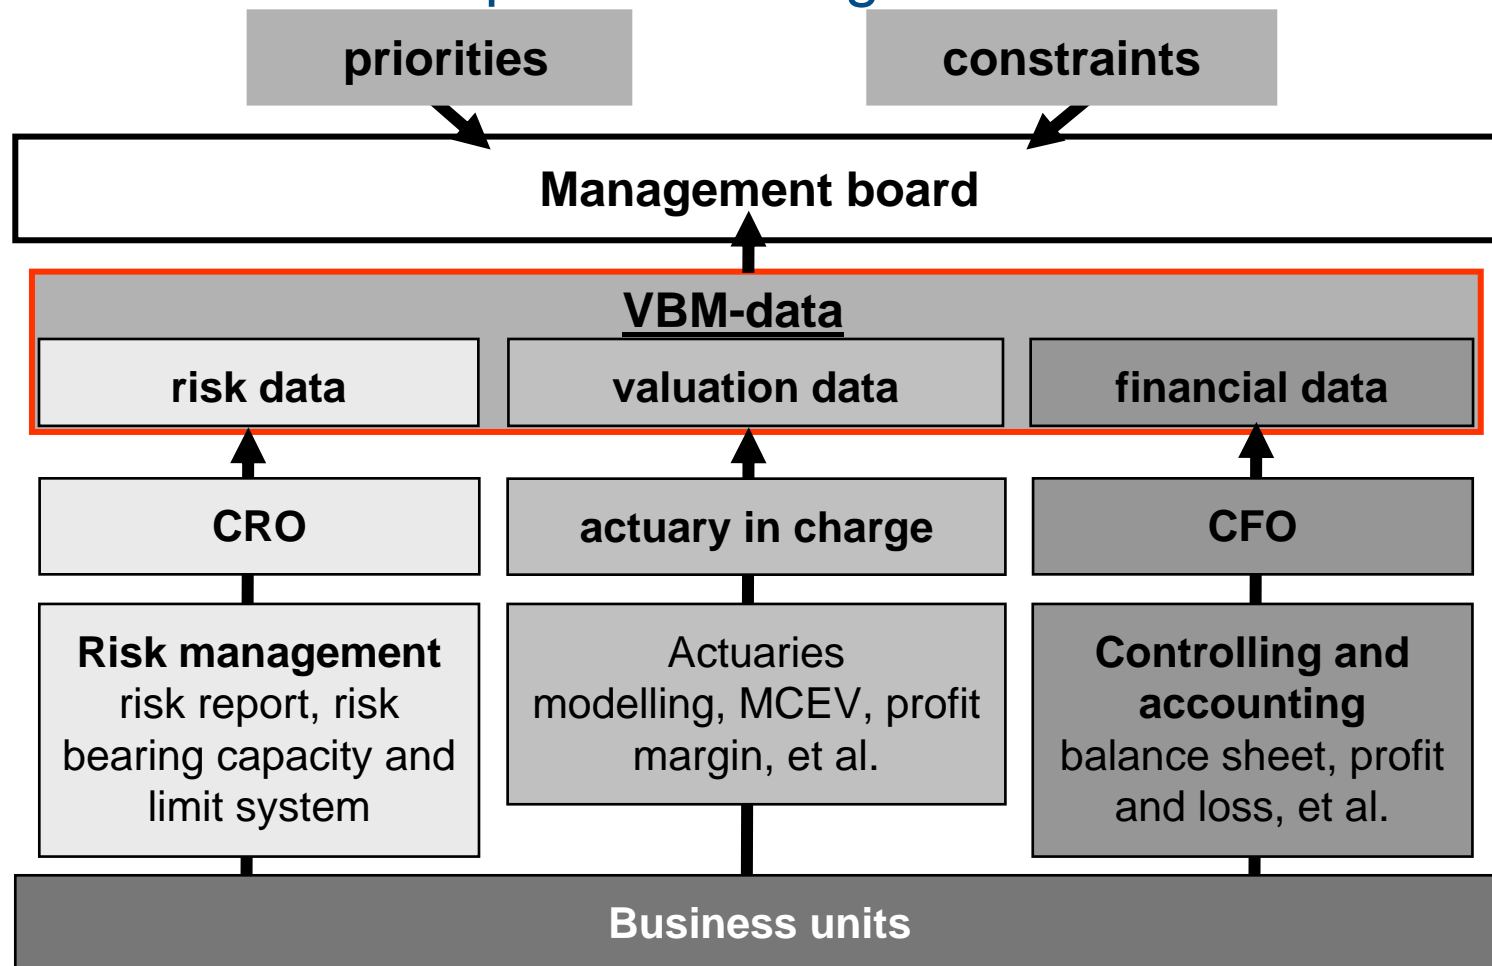 priorities
constraints
Management board
VBM-data
risk data
valuation data
financial data
CRO
actuary in charge
CFO
Risk management
risk report, risk
bearing capacity and
limit system
Actuaries
modelling, MCEV, profit
margin, et al.
Controlling and
accounting
balance sheet, profit
and loss, et al.
Business units